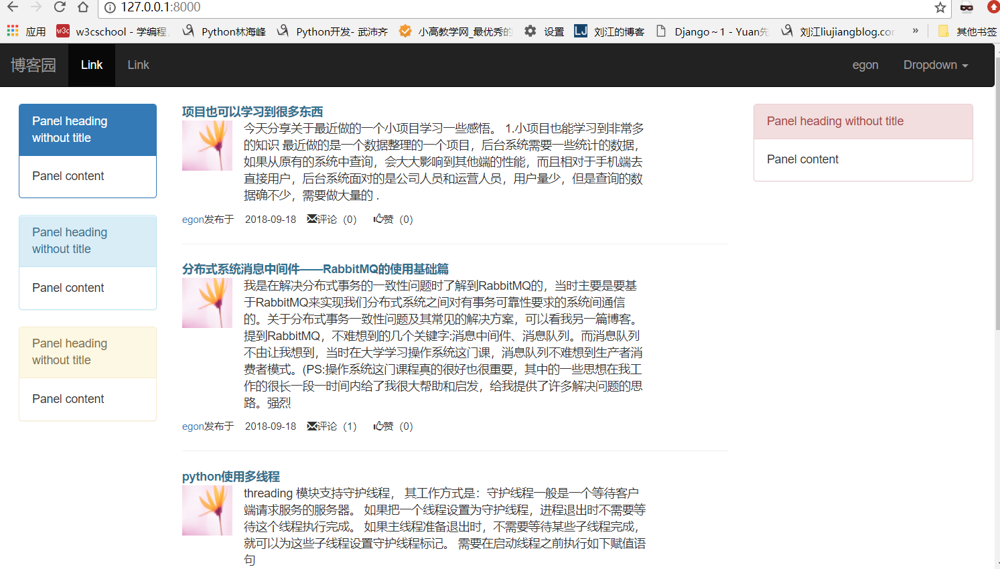 127.0.0.1:8000
应用 w3cschool - 学编程, Python林海峰 Python开发- 武沛齐 小高教学网_最优秀的 设置 刘江的博客 Django ~ 1 - Yuan先 刘江liujiangblog.cor » 其他书签
博客园 Link Link egon Dropdown
Panel heading
without title
Panel content
Panel heading
without title
Panel content
Panel heading
without title
Panel content
项目也可以学习到很多东西
今天分享关于最近做的一个小项目学习一些感悟。 1.小项目也能学习到非常多
的知识 最近做的是一个数据整理的一个项目，后台系统需要一些统计的数据，
如果从原有的系统中查询，会大大影响到其他端的性能，而且相对于手机端去
直接用户，后台系统面对的是公司人员和运营人员，用户量少，但是查询的数
据确不少，需要做大量的 .
egon发布于 2018-09-18 评论（0） 赞（0）
分布式系统消息中间件——RabbitMQ的使用基础篇
我是在解决分布式事务的一致性问题时了解到RabbitMQ的，当时主要是要基
于RabbitMQ来实现我们分布式系统之间对有事务可靠性要求的系统间通信
的。关于分布式事务一致性问题及其常见的解决方案，可以看我另一篇博客。
提到RabbitMQ，不难想到的几个关键字:消息中间件、消息队列。而消息队列
不由让我想到，当时在大学学习操作系统这门课，消息队列不难想到生产者消
费者模式。(PS:操作系统这门课程真的很好也很重要，其中的一些思想在我工
作的很长一段一时间内给了我很大帮助和启发，给我提供了许多解决问题的思
路。强烈
egon发布于 2018-09-18 评论（1） 赞（0）
python使用多线程
threading 模块支持守护线程， 其工作方式是：守护线程一般是一个等待客户
端请求服务的服务器。 如果把一个线程设置为守护线程，进程退出时不需要等
待这个线程执行完成。 如果主线程准备退出时，不需要等待某些子线程完成，
就可以为这些子线程设置守护线程标记。 需要在启动线程之前执行如下赋值语
句
Panel heading without title
Panel content